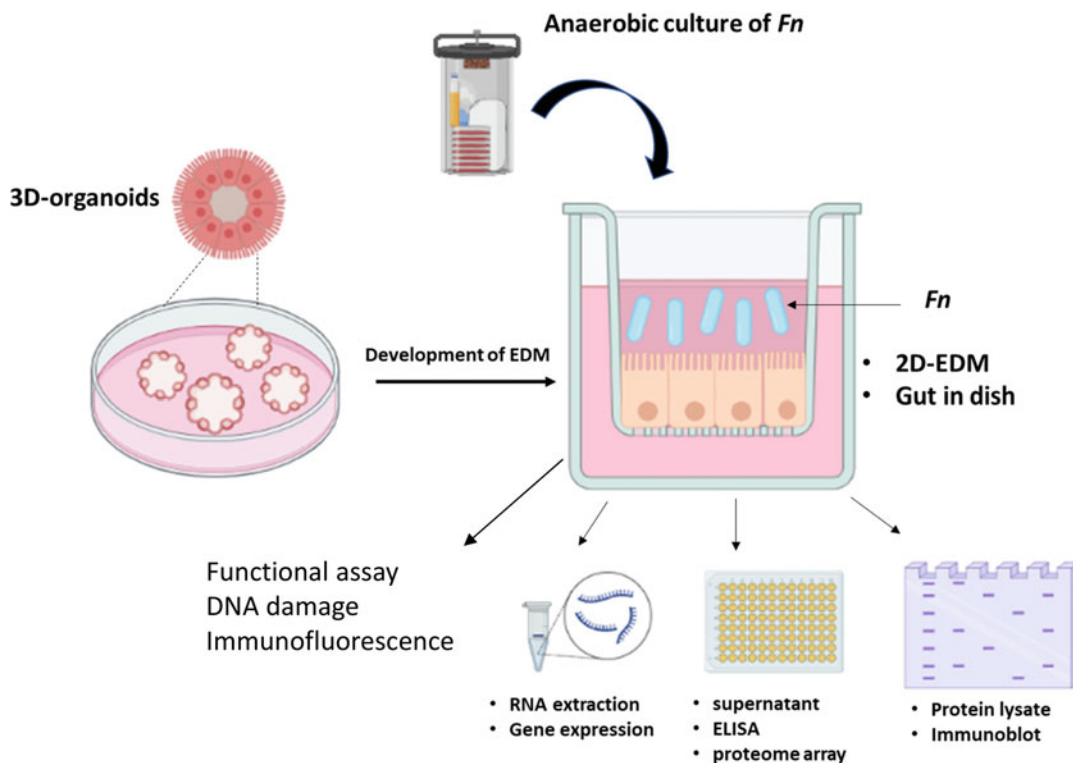 Anaerobic culture of Fn
3D-organoids
Fn
Development of EDM
• 2D-EDM
• Gut in dish
Functional assay
DNA damage
Immunofluorescence
• RNA extraction
• Gene expression
• supernatant
• ELISA
• proteome array
• Protein lysate
• Immunoblot